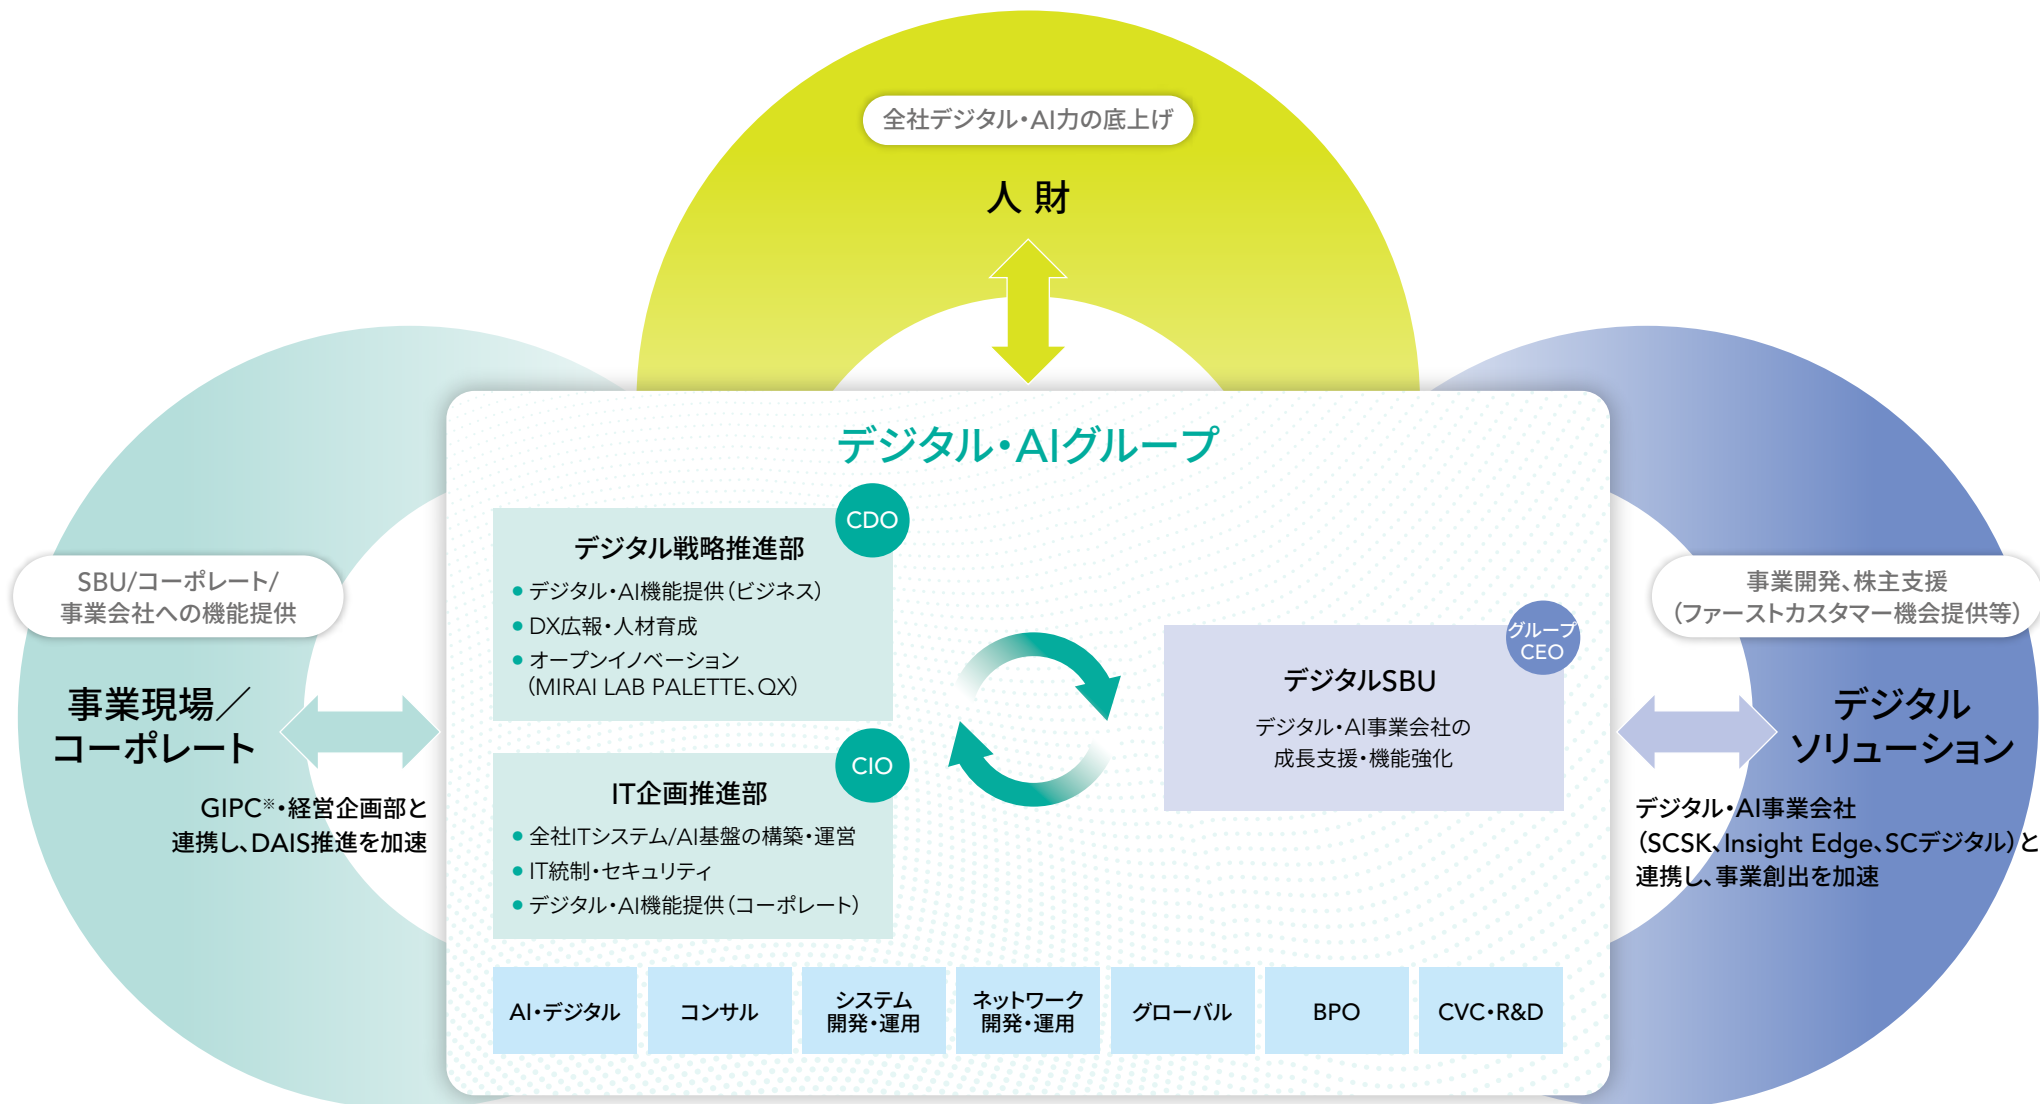 全社デジタル・AI力の底上げ
人財
デジタル・AIグループ
CDO
デジタル戦略推進部
● デジタル・AI機能提供（ビジネス）
● DX広報・人材育成
● オープンイノベーション
（MIRAI LAB PALETTE、QX）
CIO
IT企画推進部
● 全社ITシステム/AI基盤の構築・運営
● IT統制・セキュリティ
● デジタル・AI機能提供（コーポレート）
グループ
CEO
デジタルSBU
デジタル・AI事業会社の
成長支援・機能強化
AI・デジタル
コンサル
システム
開発・運用
ネットワーク
開発・運用
グローバル
BPO
CVC・R&D
SBU/コーポレート/
事業会社への機能提供
事業現場／
コーポレート
GIPC※・経営企画部と
連携し、DAIS推進を加速
事業開発、株主支援
（ファーストカスタマー機会提供等）
デジタル
ソリューション
デジタル・AI事業会社
（SCSK、Insight Edge、SCデジタル）と
連携し、事業創出を加速